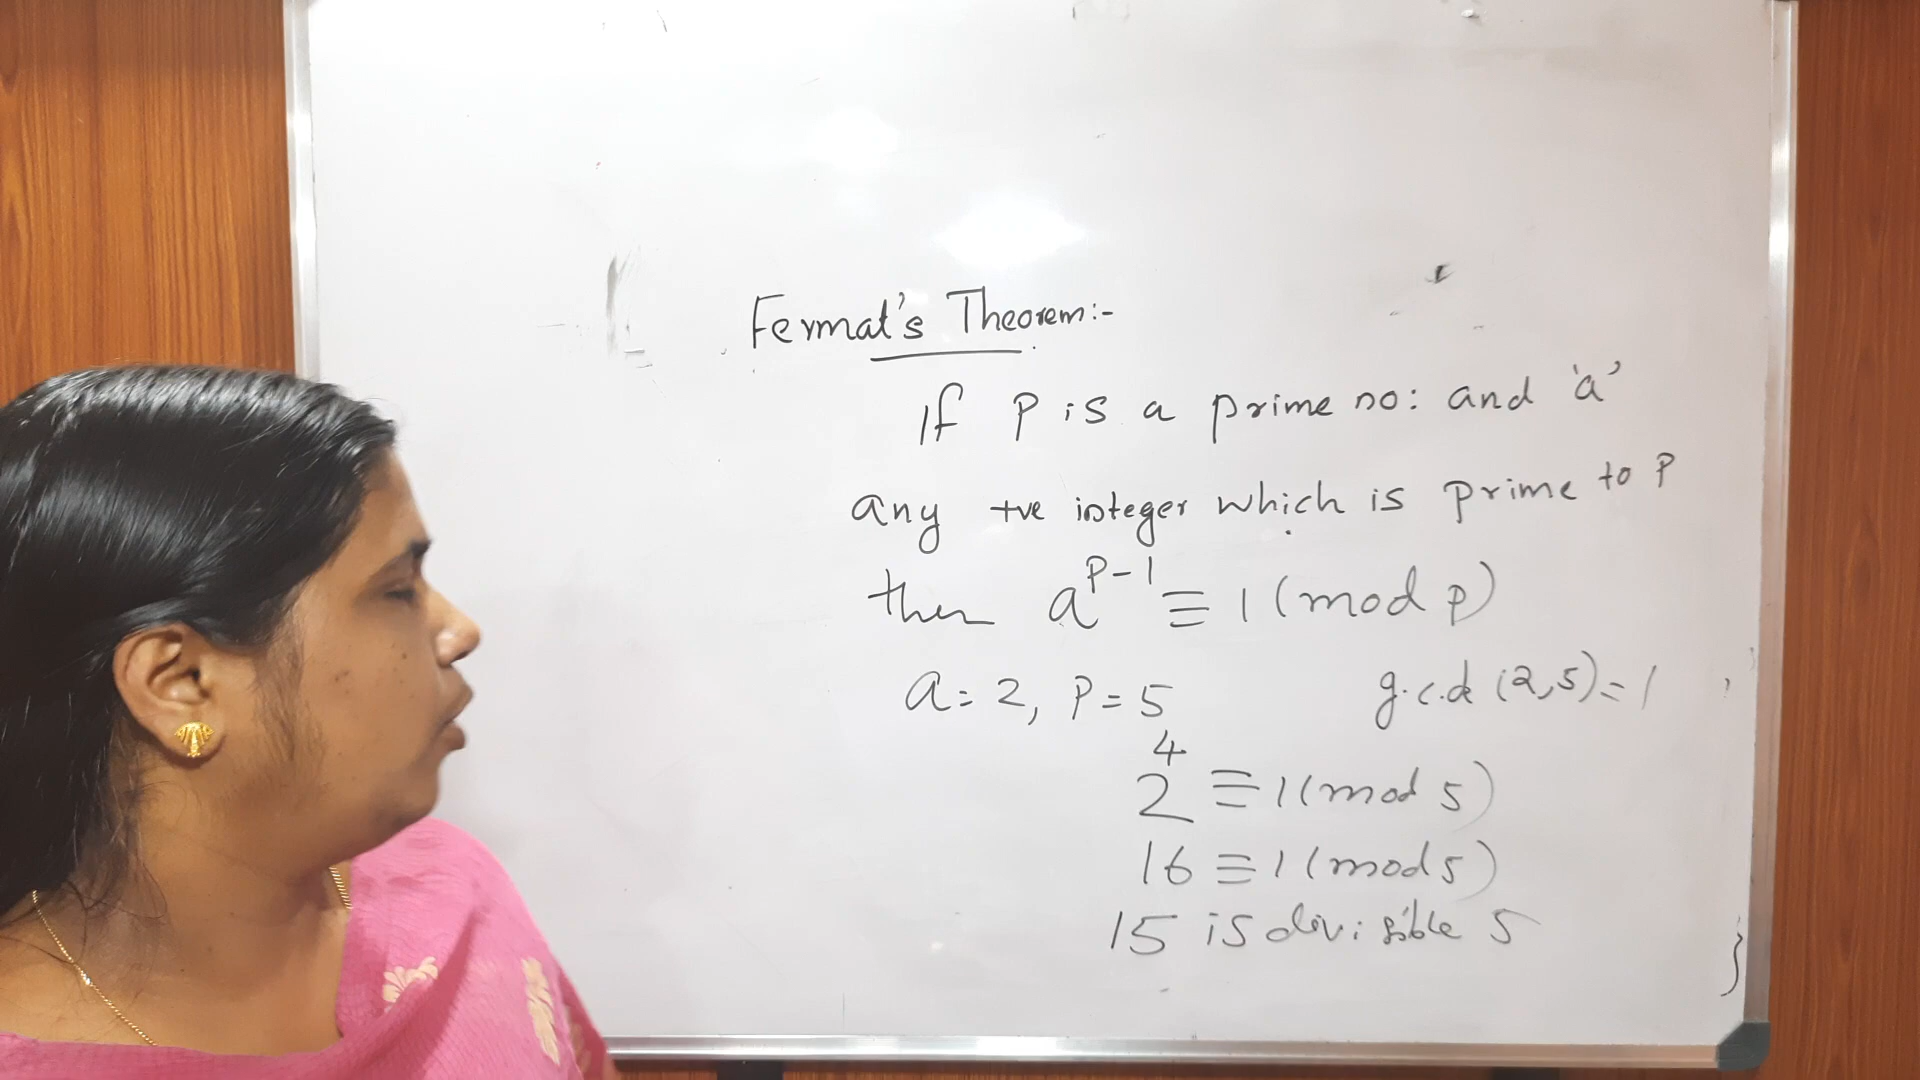 Fermat's Theorem:-
If P is a prime no: and 'a'
any +ve integer which is prime to P
then a^{P-1} ≡ 1 (mod p)
a = 2, P = 5 g.c.d (2,5) = 1
2^4 ≡ 1 (mod 5)
16 ≡ 1 (mod 5)
15 is divisible 5